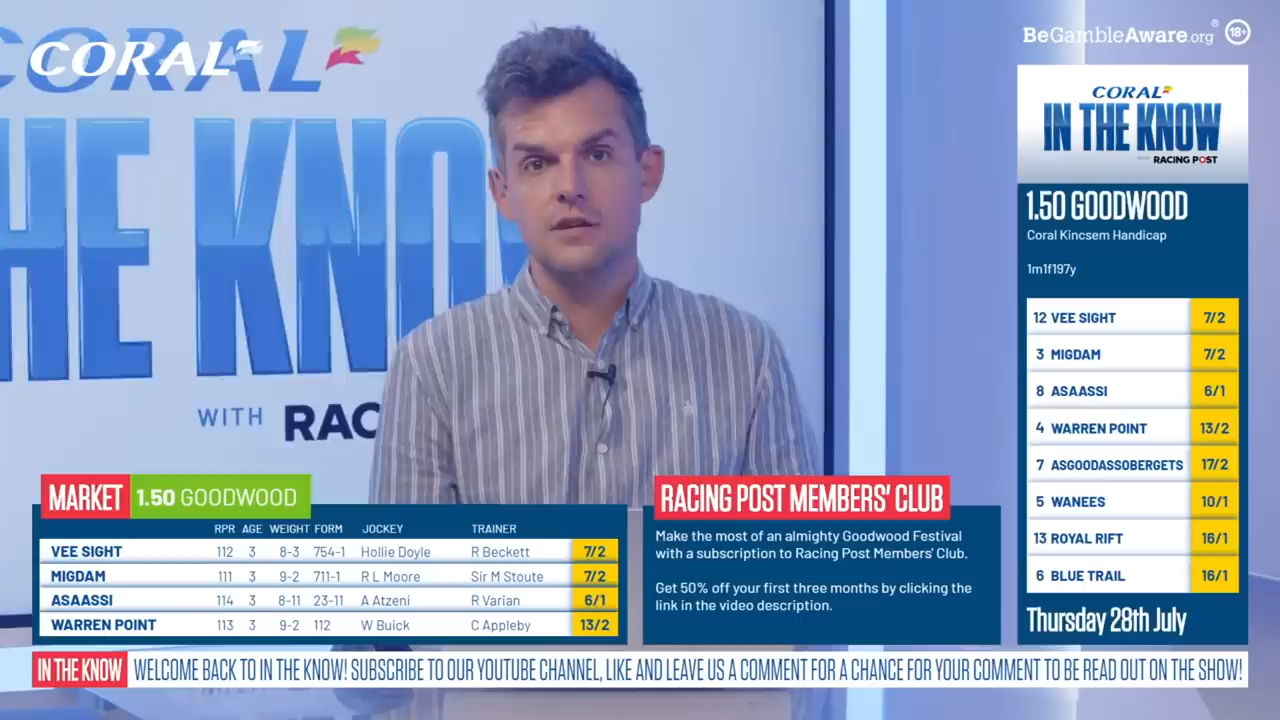 CORAL
CORAL
THE KNOW
WITH RAC
BeGambleAware.org® 18+
CORAL
IN THE KNOW
WITH RACING POST
1.50 GOODWOOD
Coral Kincsem Handicap
1m1f197y
12 VEE SIGHT 7/2
3 MIGDAM 7/2
8 ASAASSI 6/1
4 WARREN POINT 13/2
7 ASGOODASSOBERGETS 17/2
5 WANEES 10/1
13 ROYAL RIFT 16/1
6 BLUE TRAIL 16/1
Thursday 28th July
MARKET 1.50 GOODWOOD
RPR AGE WEIGHT FORM JOCKEY TRAINER
VEE SIGHT 112 3 8-3 754-1 Hollie Doyle R Beckett 7/2
MIGDAM 111 3 9-2 711-1 R L Moore Sir M Stoute 7/2
ASAASSI 114 3 8-11 23-11 A Atzeni R Varian 6/1
WARREN POINT 113 3 9-2 112 W Buick C Appleby 13/2
RACING POST MEMBERS' CLUB
Make the most of an almighty Goodwood Festival
with a subscription to Racing Post Members' Club.
Get 50% off your first three months by clicking the
link in the video description.
IN THE KNOW WELCOME BACK TO IN THE KNOW! SUBSCRIBE TO OUR YOUTUBE CHANNEL, LIKE AND LEAVE US A COMMENT FOR A CHANCE FOR YOUR COMMENT TO BE READ OUT ON THE SHOW!